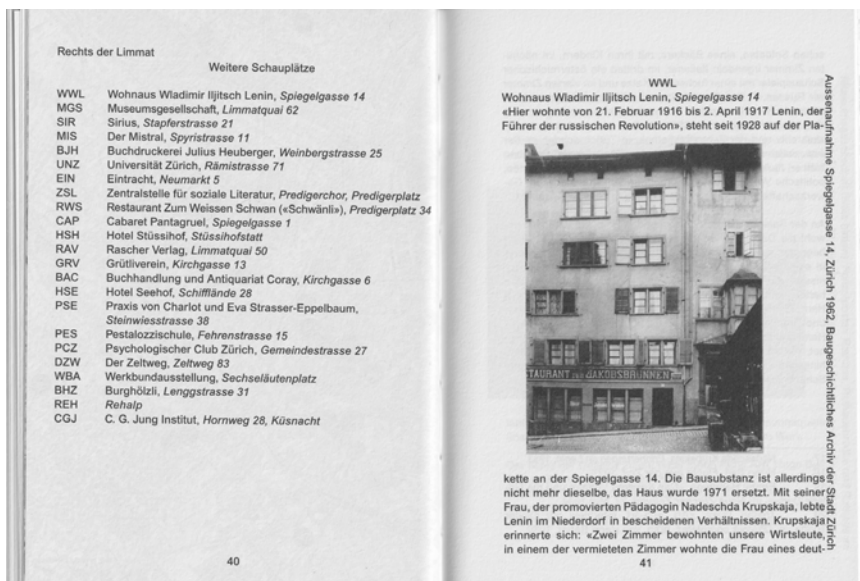 Rechts der Limmat
Weitere Schauplätze
WWL Wohnaus Wladimir Iljitsch Lenin, Spiegelgasse 14
MGS Museumsgesellschaft, Limmatquai 62
SIR Sirius, Stapferstrasse 21
MIS Der Mistral, Spyristrasse 11
BJH Buchdruckerei Julius Heuberger, Weinbergstrasse 25
UNZ Universität Zürich, Rämistrasse 71
EIN Eintracht, Neumarkt 5
ZSL Zentralstelle für soziale Literatur, Predigerchor, Predigerplatz
RWS Restaurant Zum Weissen Schwan («Schwänli»), Predigerplatz 34
CAP Cabaret Pantagruel, Spiegelgasse 1
HSH Hotel Stüssihof, Stüssihofstatt
RAV Rascher Verlag, Limmatquai 50
GRV Grütliverein, Kirchgasse 13
BAC Buchhandlung und Antiquariat Coray, Kirchgasse 6
HSE Hotel Seehof, Schifflände 28
PSE Praxis von Charlot und Eva Strasser-Eppelbaum,
Steinwiesstrasse 38
PES Pestalozzischule, Fehrenstrasse 15
PCZ Psychologischer Club Zürich, Gemeindestrasse 27
DZW Der Zeltweg, Zeltweg 83
WBA Werkbundausstellung, Sechseläutenplatz
BHZ Burghölzli, Lenggstrasse 31
REH Rehalp
CGJ C. G. Jung Institut, Hornweg 28, Küsnacht
40
WWL
Wohnaus Wladimir Iljitsch Lenin, Spiegelgasse 14
«Hier wohnte von 21. Februar 1916 bis 2. April 1917 Lenin, der
Führer der russischen Revolution», steht seit 1928 auf der Pla-
STAURANT ZUM JAKOBSBRUNNEN
kette an der Spiegelgasse 14. Die Bausubstanz ist allerdings
nicht mehr dieselbe, das Haus wurde 1971 ersetzt. Mit seiner
Frau, der promovierten Pädagogin Nadeschda Krupskaja, lebte
Lenin im Niederdorf in bescheidenen Verhältnissen. Krupskaja
erinnerte sich: «Zwei Zimmer bewohnten unsere Wirtsleute,
in einem der vermieteten Zimmer wohnte die Frau eines deut-
41
Aussenaufnahme Spiegelgasse 14, Zürich 1962, Baugeschichtliches Archiv der Stadt Zürich